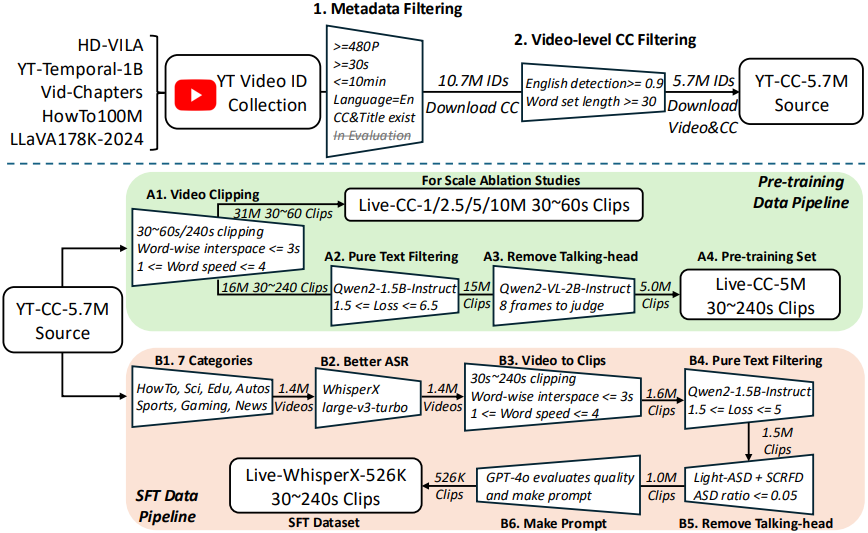 1. Metadata Filtering
HD-VILA
YT-Temporal-1B
Vid-Chapters
HowTo100M
LLaVA178K-2024
YT Video ID
Collection
>=480P
>=30s
<=10min
Language=En
CC&Title exist
In Evaluation
10.7M IDs
Download CC
2. Video-level CC Filtering
English detection>= 0.9
Word set length >= 30
5.7M IDs
Download
Video&CC
YT-CC-5.7M
Source
YT-CC-5.7M
Source
Pre-training
Data Pipeline
A1. Video Clipping
30~60s/240s clipping
Word-wise interspace <= 3s
1 <= Word speed <= 4
31M 30~60 Clips
For Scale Ablation Studies
Live-CC-1/2.5/5/10M 30~60s Clips
16M 30~240 Clips
A2. Pure Text Filtering
Qwen2-1.5B-Instruct
1.5 <= Loss <= 6.5
15M
Clips
A3. Remove Talking-head
Qwen2-VL-2B-Instruct
8 frames to judge
5.0M
Clips
A4. Pre-training Set
Live-CC-5M
30~240s Clips
B1. 7 Categories
HowTo, Sci, Edu, Autos
Sports, Gaming, News
1.4M
Videos
B2. Better ASR
WhisperX
large-v3-turbo
1.4M
Videos
B3. Video to Clips
30s~240s clipping
Word-wise interspace <= 3s
1 <= Word speed <= 4
1.6M
Clips
B4. Pure Text Filtering
Qwen2-1.5B-Instruct
1.5 <= Loss <= 5
1.5M
Clips
Light-ASD + SCRFD
ASD ratio <= 0.05
B5. Remove Talking-head
1.0M
Clips
GPT-4o evaluates quality
and make prompt
B6. Make Prompt
526K
Clips
Live-WhisperX-526K
30~240s Clips
SFT Dataset
SFT Data
Pipeline